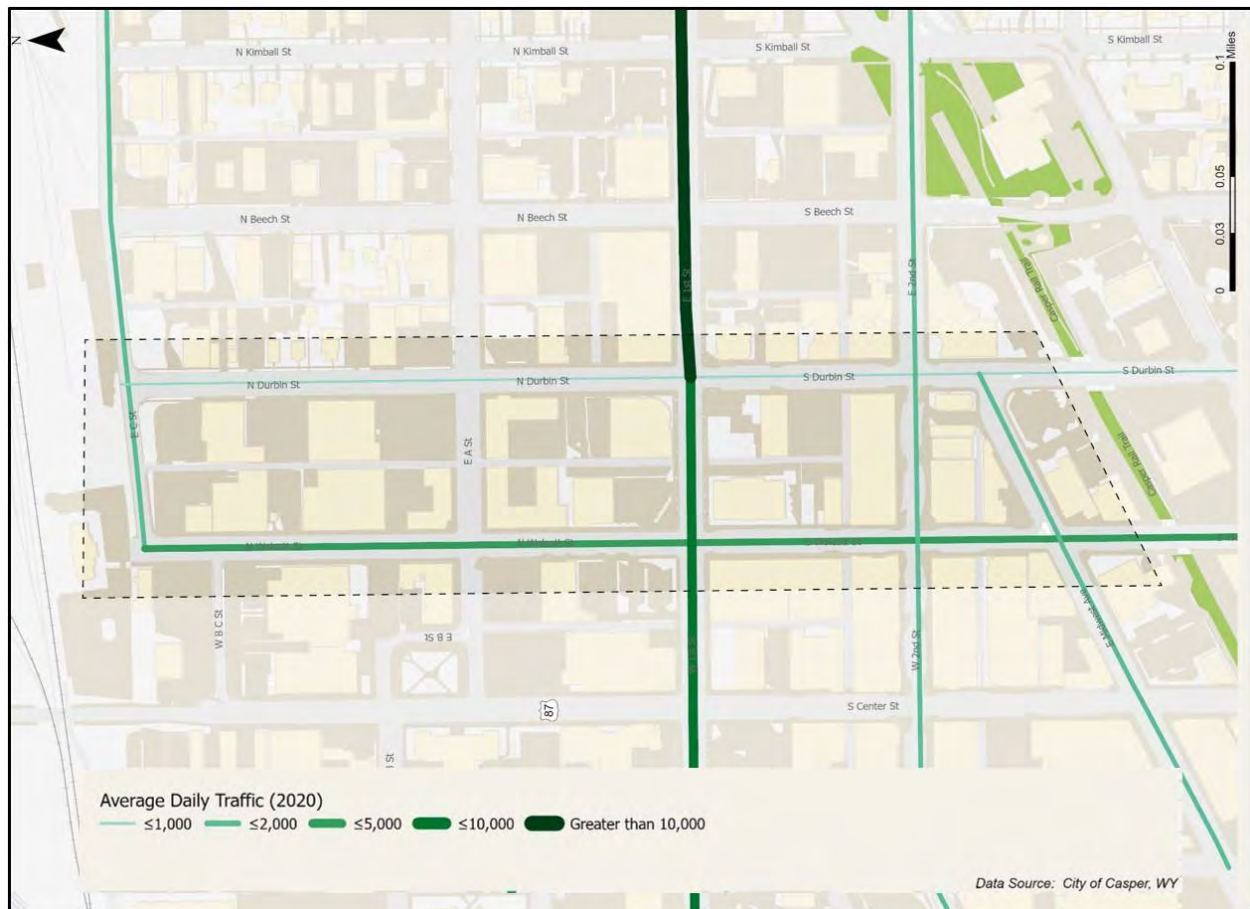 N
N Kimball St
N Kimball St
S Kimball St
S Kimball St
0.1
Miles
0.05
0.03
0
N Beech St
N Beech St
S Beech St
E 1st St
E 2nd St
Casper Rail Trail
N Durbin St
N Durbin St
S Durbin St
S Durbin St
E C St
E A St
Casper Rail Trail
W B C St
E B St
W 2nd St
E Midwest Ave
87
S Center St
St
Average Daily Traffic (2020)
≤1,000 ≤2,000 ≤5,000 ≤10,000 Greater than 10,000
Data Source: City of Casper, WY